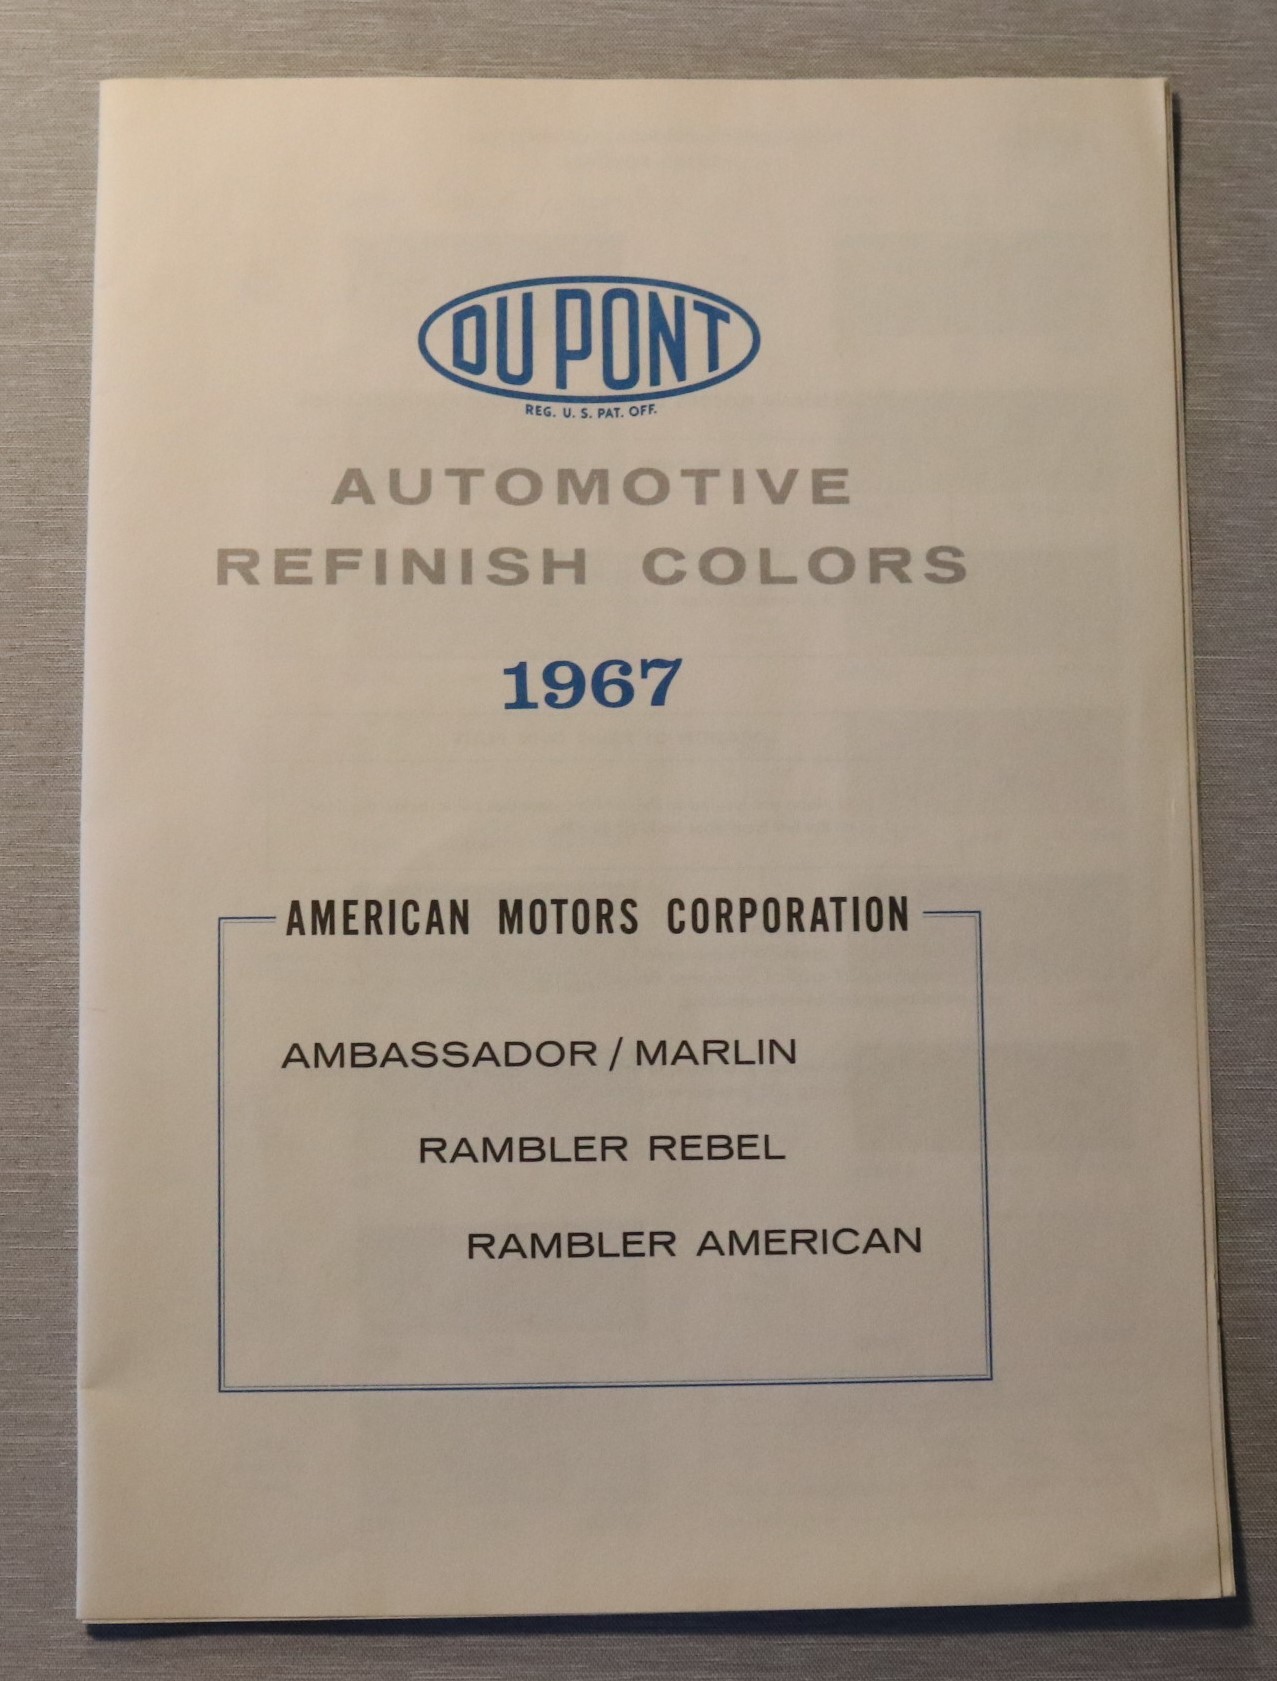 DU PONT
REG. U. S. PAT. OFF.
AUTOMOTIVE
REFINISH COLORS
1967
AMERICAN MOTORS CORPORATION
AMBASSADOR / MARLIN
RAMBLER REBEL
RAMBLER AMERICAN